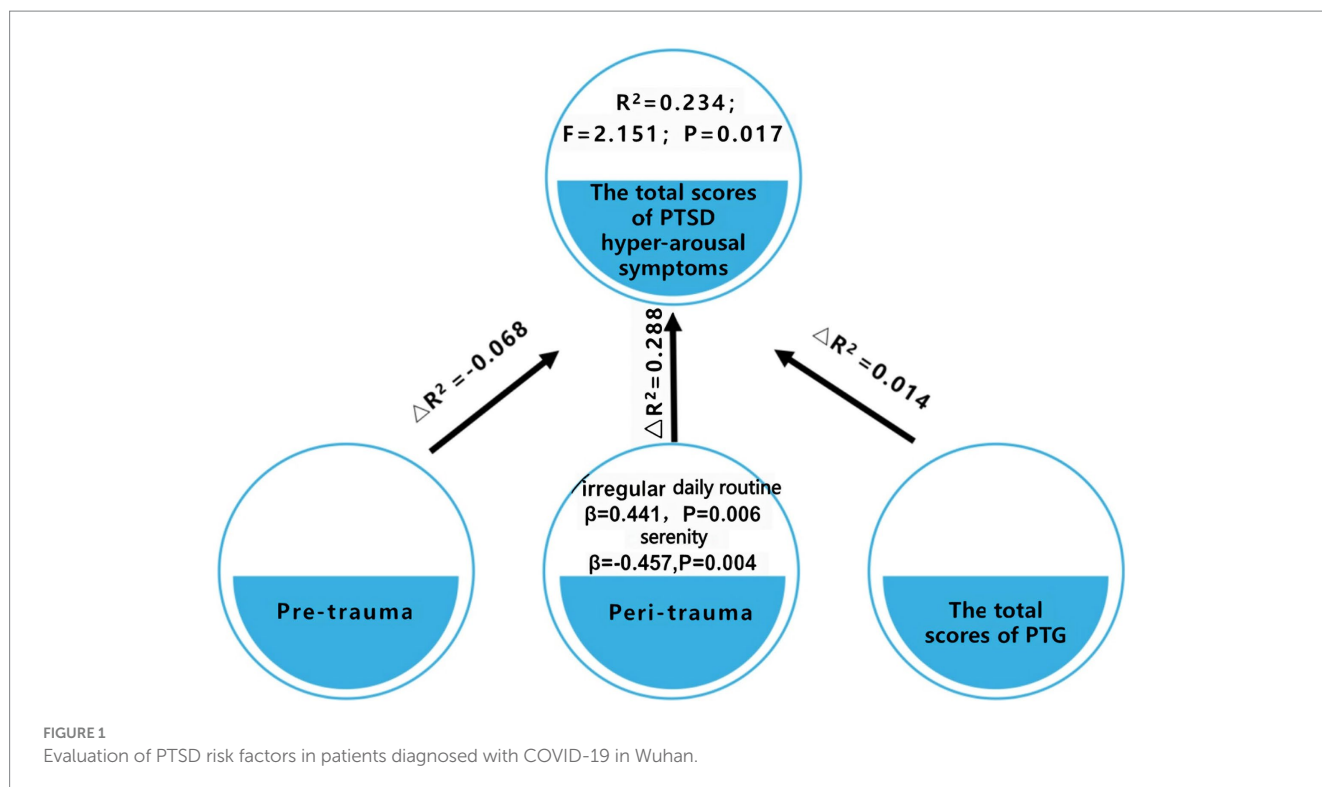 R²=0.234;
F=2.151; P=0.017
The total scores
of PTSD
hyper-arousal
symptoms
△R² =-0.068
△R²=0.288
△R² =0.014
Pre-trauma
irregular daily routine
β=0.441, P=0.006
serenity
β=-0.457,P=0.004
Peri-trauma
The total
scores of PTG
FIGURE 1
Evaluation of PTSD risk factors in patients diagnosed with COVID-19 in Wuhan.